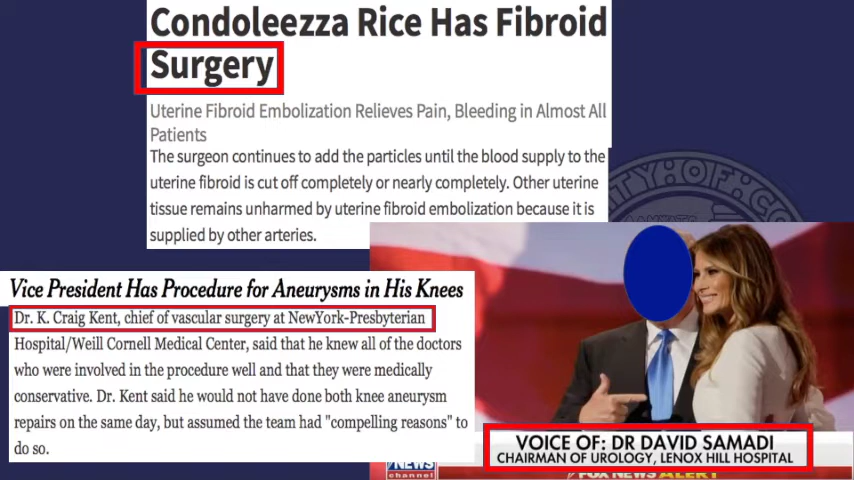 Condoleezza Rice Has Fibroid
Surgery
Uterine Fibroid Embolization Relieves Pain, Bleeding in Almost All
Patients
The surgeon continues to add the particles until the blood supply to the
uterine fibroid is cut off completely or nearly completely. Other uterine
tissue remains unharmed by uterine fibroid embolization because it is
supplied by other arteries.
Vice President Has Procedure for Aneurysms in His Knees
Dr. K. Craig Kent, chief of vascular surgery at NewYork-Presbyterian
Hospital/Weill Cornell Medical Center, said that he knew all of the doctors
who were involved in the procedure well and that they were medically
conservative. Dr. Kent said he would not have done both knee aneurysm
repairs on the same day, but assumed the team had "compelling reasons" to
do so.
VOICE OF: DR DAVID SAMADI
CHAIRMAN OF UROLOGY, LENOX HILL HOSPITAL
NEWS
channel
FOX NEWS ALERT